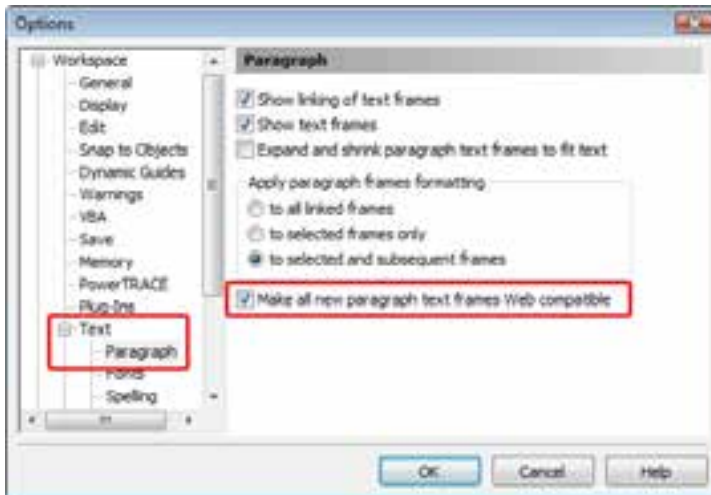 Options
Workspace
General
Display
Edit
Snap to Objects
Dynamic Guides
Warnings
VBA
Save
Memory
PowerTRACE
Plug-Ins
Text
Paragraph
Fonts
Spelling
Paragraph
Show linking of text frames
Show text frames
Expand and shrink paragraph text frames to fit text
Apply paragraph frames formatting
to all linked frames
to selected frames only
to selected and subsequent frames
Make all new paragraph text frames Web compatible
OK
Cancel
Help